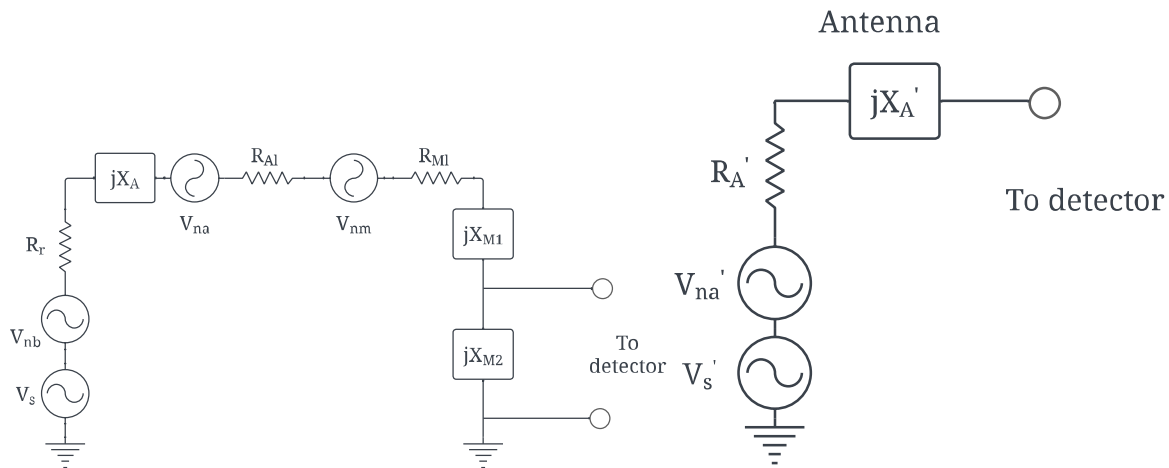 Antenna
jX_A'
R_A'
To detector
V_na'
V_s'
R_Al
R_Ml
jX_A
V_na
V_nm
R_r
jX_M1
V_nb
jX_M2
To
detector
V_s